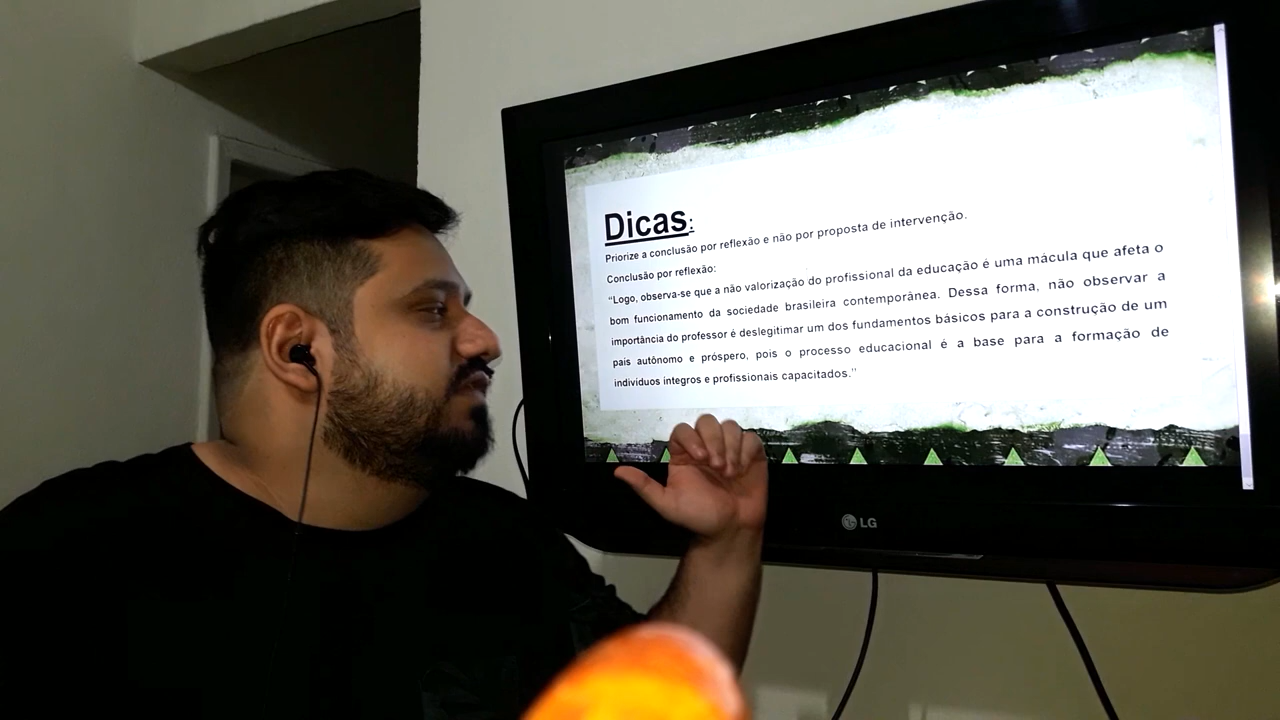 Dicas:
Priorize a conclusão por reflexão e não por proposta de intervenção.
Conclusão por reflexão:
“Logo, observa-se que a não valorização do profissional da educação é uma mácula que afeta o
bom funcionamento da sociedade brasileira contemporânea. Dessa forma, não observar a
importância do professor é deslegitimar um dos fundamentos básicos para a construção de um
país autônomo e próspero, pois o processo educacional é a base para a formação de
indivíduos íntegros e profissionais capacitados.”
LG